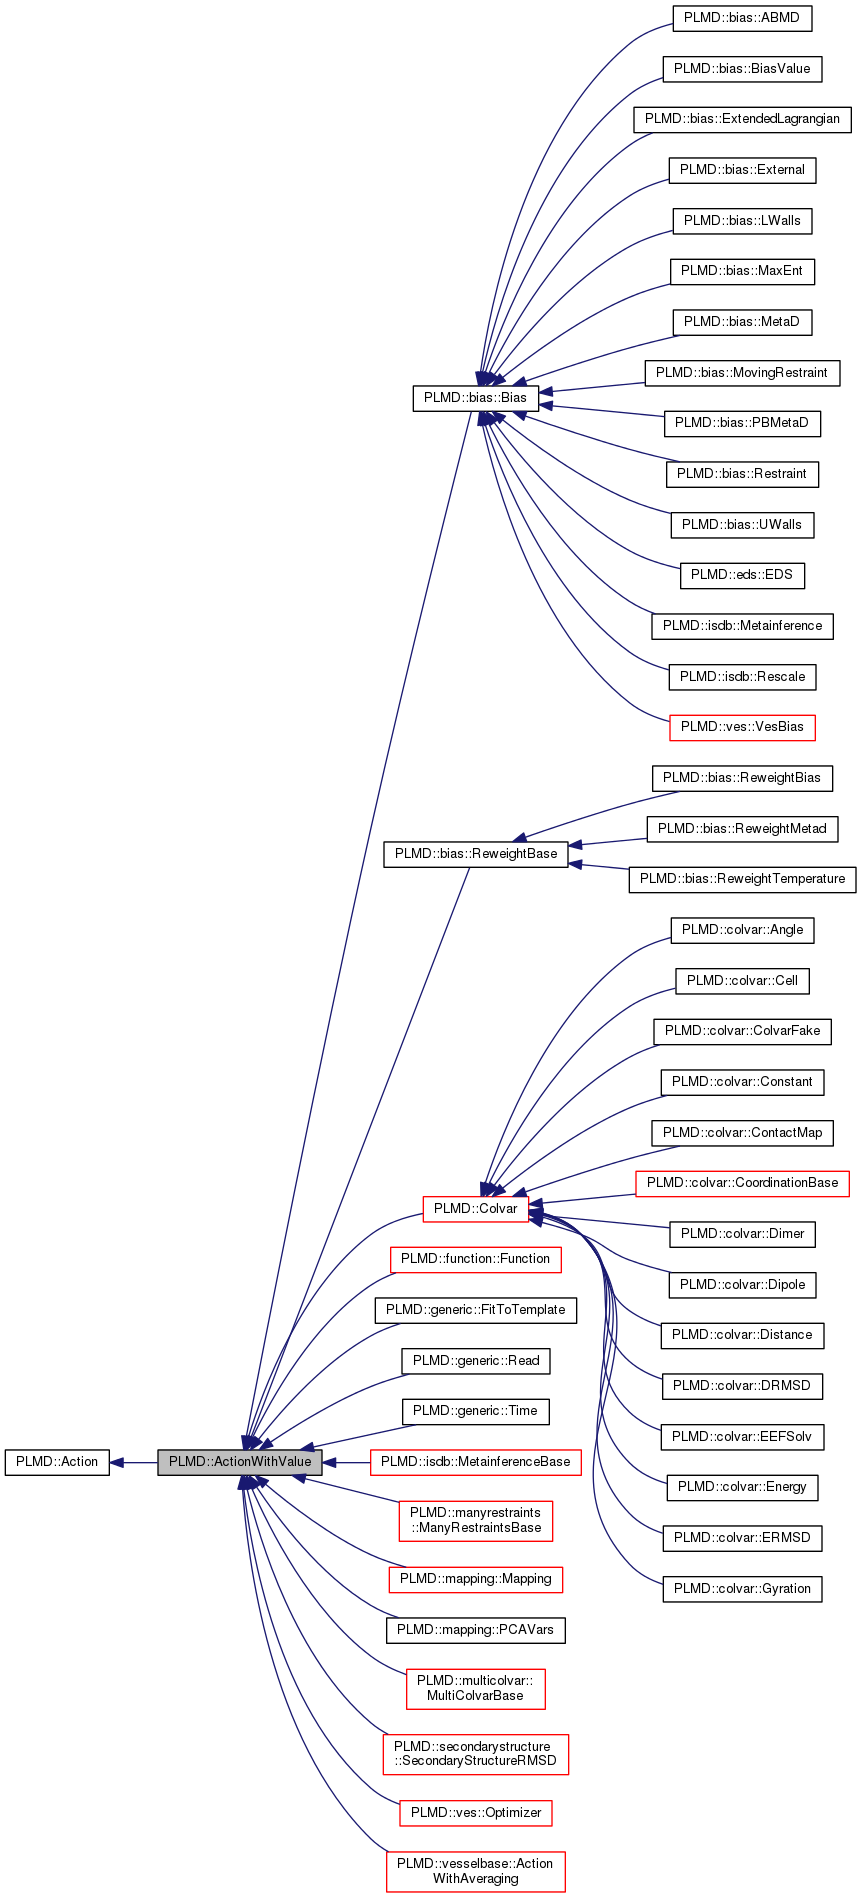 PLMD::bias::ABMD
PLMD::bias::BiasValue
PLMD::bias::ExtendedLagrangian
PLMD::bias::External
PLMD::bias::LWalls
PLMD::bias::MaxEnt
PLMD::bias::MetaD
PLMD::bias::MovingRestraint
PLMD::bias::Bias
PLMD::bias::PBMetaD
PLMD::bias::Restraint
PLMD::bias::UWalls
PLMD::eds::EDS
PLMD::isdb::Metainference
PLMD::isdb::Rescale
PLMD::ves::VesBias
PLMD::bias::ReweightBias
PLMD::bias::ReweightMetad
PLMD::bias::ReweightBase
PLMD::bias::ReweightTemperature
PLMD::colvar::Angle
PLMD::colvar::Cell
PLMD::colvar::ColvarFake
PLMD::colvar::Constant
PLMD::colvar::ContactMap
PLMD::colvar::CoordinationBase
PLMD::Colvar
PLMD::colvar::Dimer
PLMD::function::Function
PLMD::colvar::Dipole
PLMD::generic::FitToTemplate
PLMD::colvar::Distance
PLMD::generic::Read
PLMD::colvar::DRMSD
PLMD::generic::Time
PLMD::colvar::EEFSolv
PLMD::Action
PLMD::ActionWithValue
PLMD::isdb::MetainferenceBase
PLMD::colvar::Energy
PLMD::manyrestraints
::ManyRestraintsBase
PLMD::colvar::ERMSD
PLMD::mapping::Mapping
PLMD::colvar::Gyration
PLMD::mapping::PCAVars
PLMD::multicolvar::
MultiColvarBase
PLMD::secondarystructure
::SecondaryStructureRMSD
PLMD::ves::Optimizer
PLMD::vesselbase::Action
WithAveraging